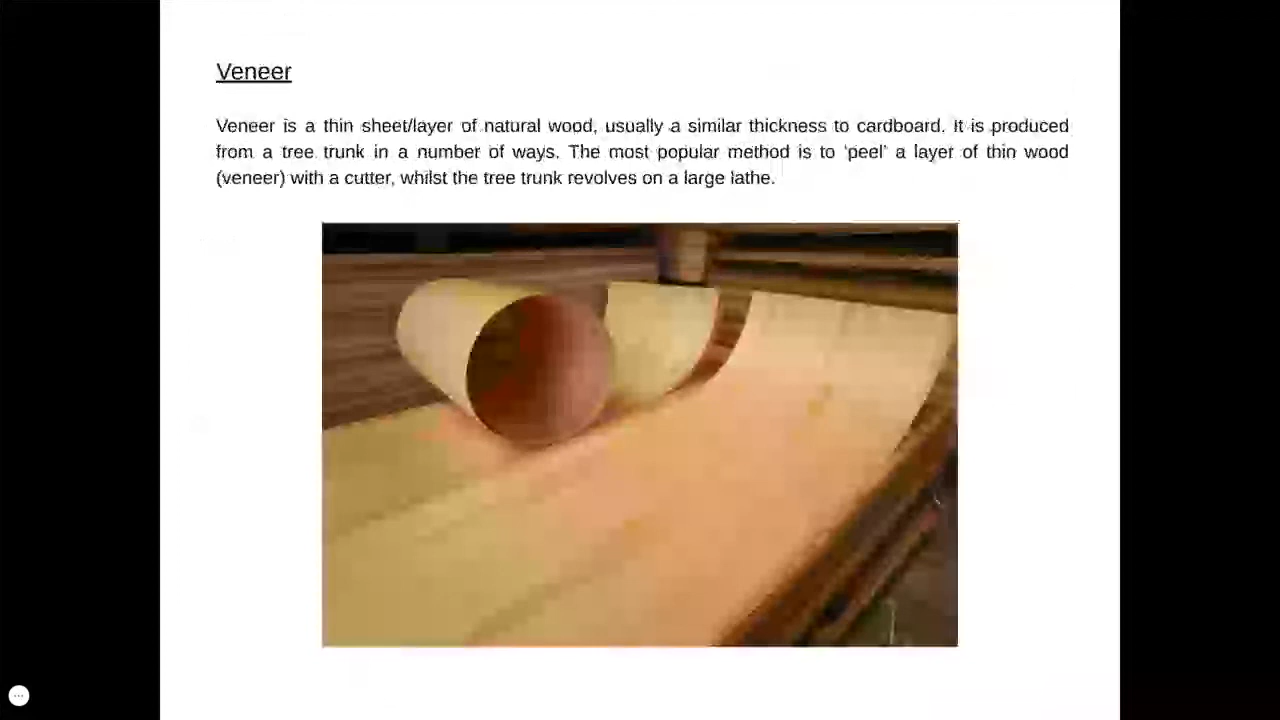 Veneer
Veneer is a thin sheet/layer of natural wood, usually a similar thickness to cardboard. It is produced
from a tree trunk in a number of ways. The most popular method is to ‘peel’ a layer of thin wood
(veneer) with a cutter, whilst the tree trunk revolves on a large lathe.